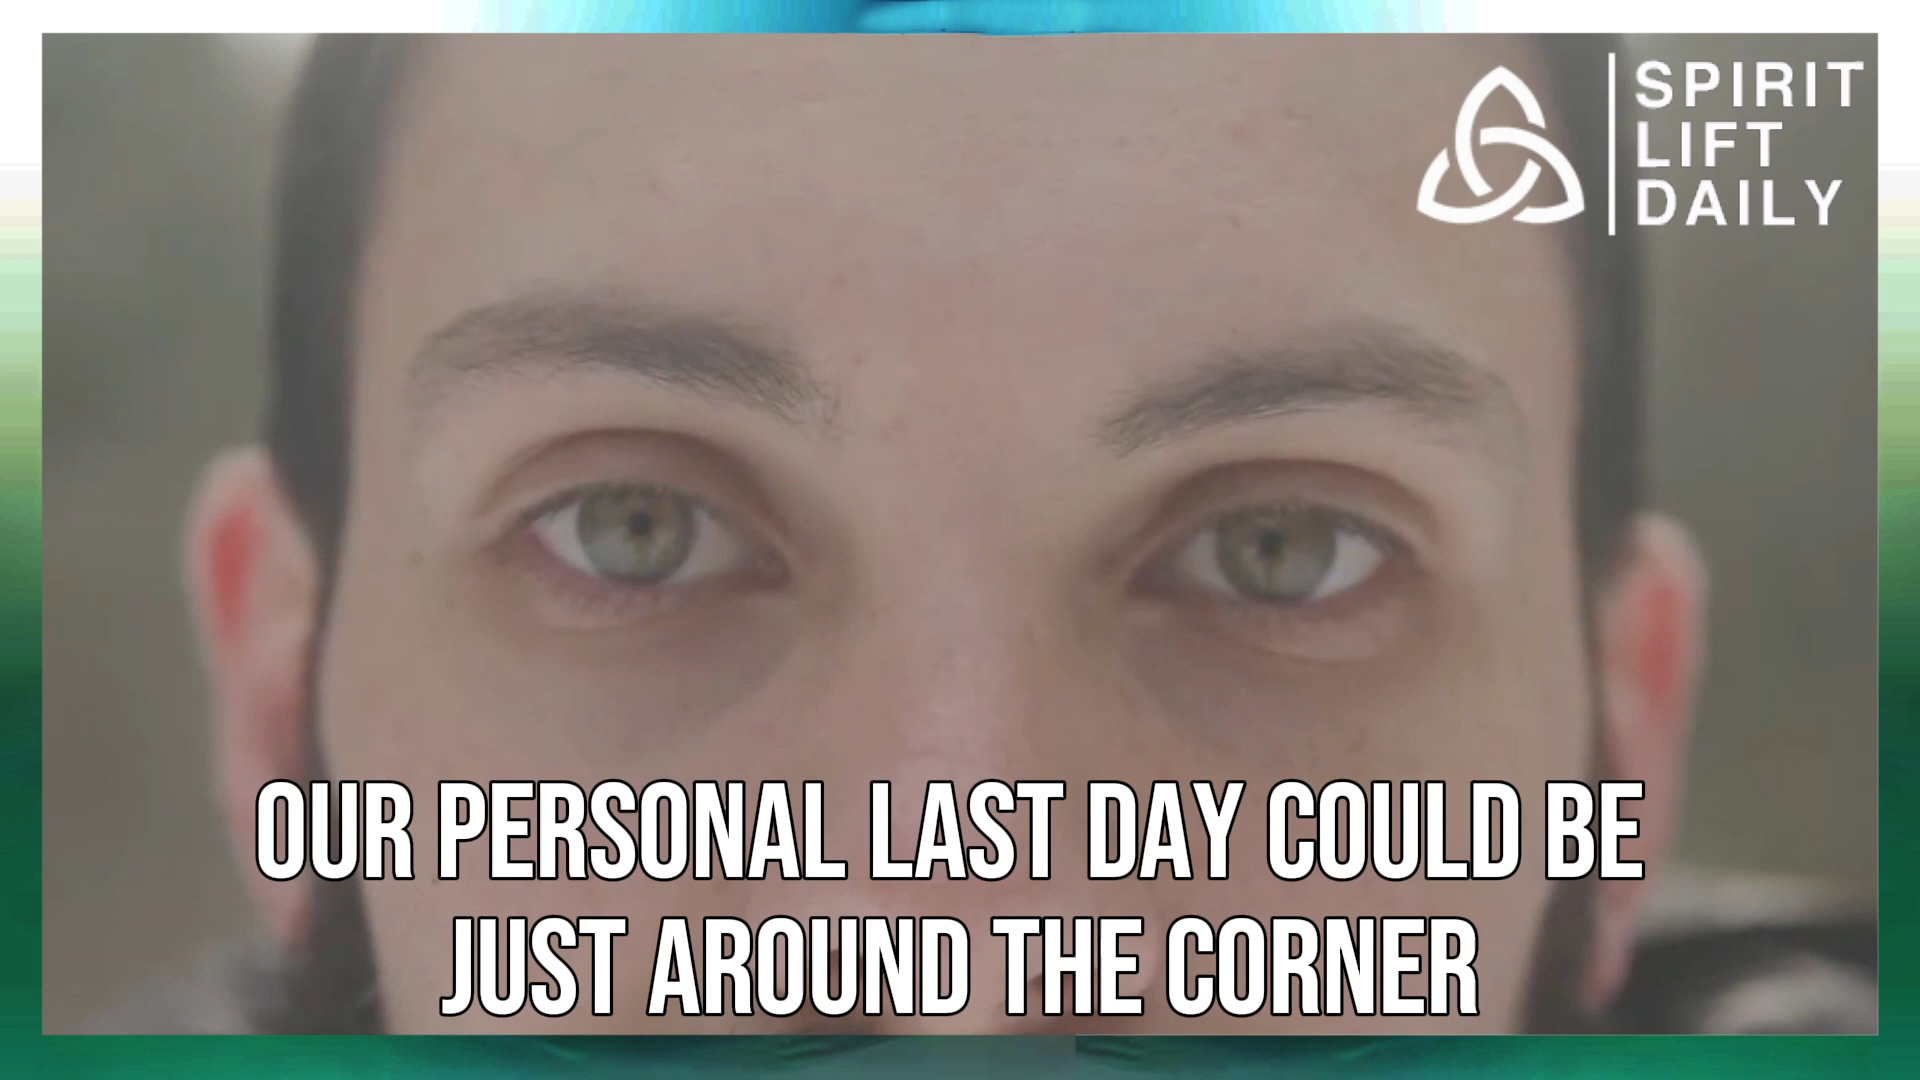 SPIRIT
LIFT
DAILY
OUR PERSONAL LAST DAY COULD BE
JUST AROUND THE CORNER